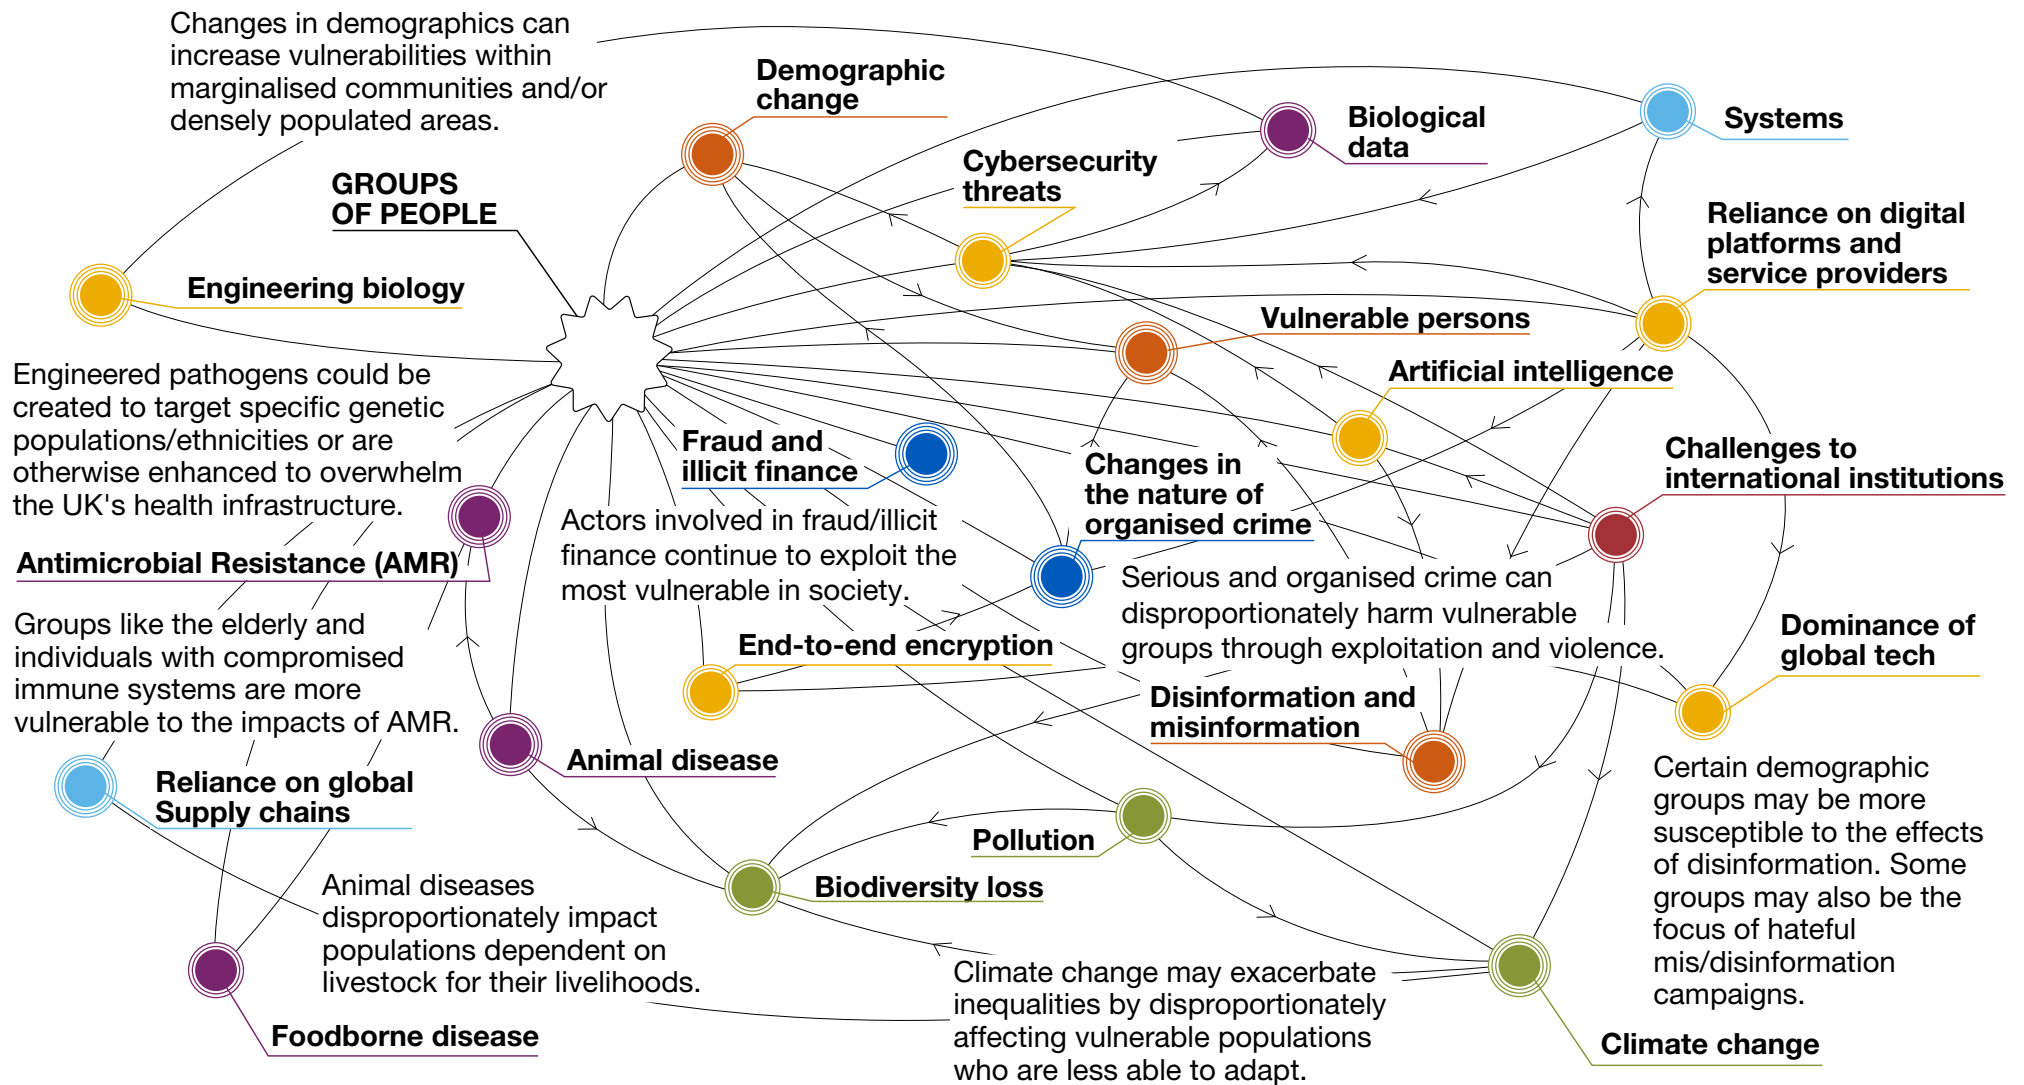 Changes in demographics can
increase vulnerabilities within
marginalised communities and/or
densely populated areas.
Demographic
change
Biological
data
Systems
Cybersecurity
threats
GROUPS
OF PEOPLE
Reliance on digital
platforms and
service providers
Engineering biology
Vulnerable persons
Artificial intelligence
Engineered pathogens could be
created to target specific genetic
populations/ethnicities or are
otherwise enhanced to overwhelm
the UK's health infrastructure.
Fraud and
illicit finance
Changes in
the nature of
organised crime
Challenges to
international institutions
Actors involved in fraud/illicit
finance continue to exploit the
most vulnerable in society.
Antimicrobial Resistance (AMR)
Serious and organised crime can
disproportionately harm vulnerable
groups through exploitation and violence.
Groups like the elderly and
individuals with compromised
immune systems are more
vulnerable to the impacts of AMR.
End-to-end encryption
Dominance of
global tech
Disinformation and
misinformation
Animal disease
Reliance on global
Supply chains
Certain demographic
groups may be more
susceptible to the effects
of disinformation. Some
groups may also be the
focus of hateful
mis/disinformation
campaigns.
Pollution
Biodiversity loss
Animal diseases
disproportionately impact
populations dependent on
livestock for their livelihoods.
Climate change may exacerbate
inequalities by disproportionately
affecting vulnerable populations
who are less able to adapt.
Foodborne disease
Climate change